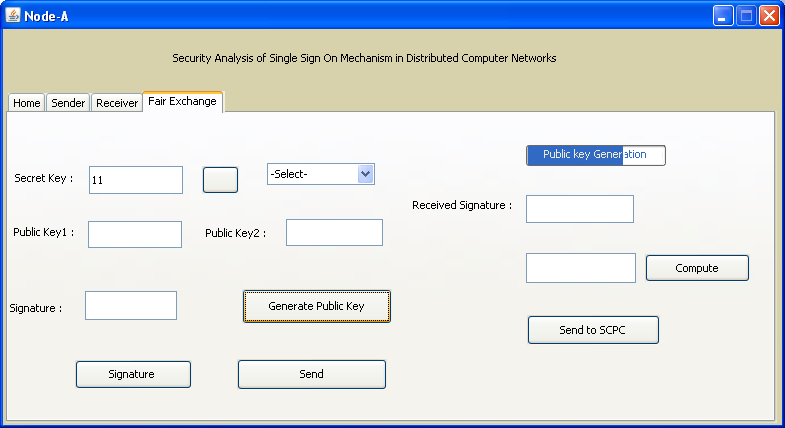 Node-A
Security Analysis of Single Sign On Mechanism in Distributed Computer Networks
Home Sender Receiver Fair Exchange
Public key Generation
Secret Key : 11 -Select-
Received Signature :
Public Key1 : Public Key2 :
Compute
Signature : Generate Public Key
Send to SCPC
Signature Send